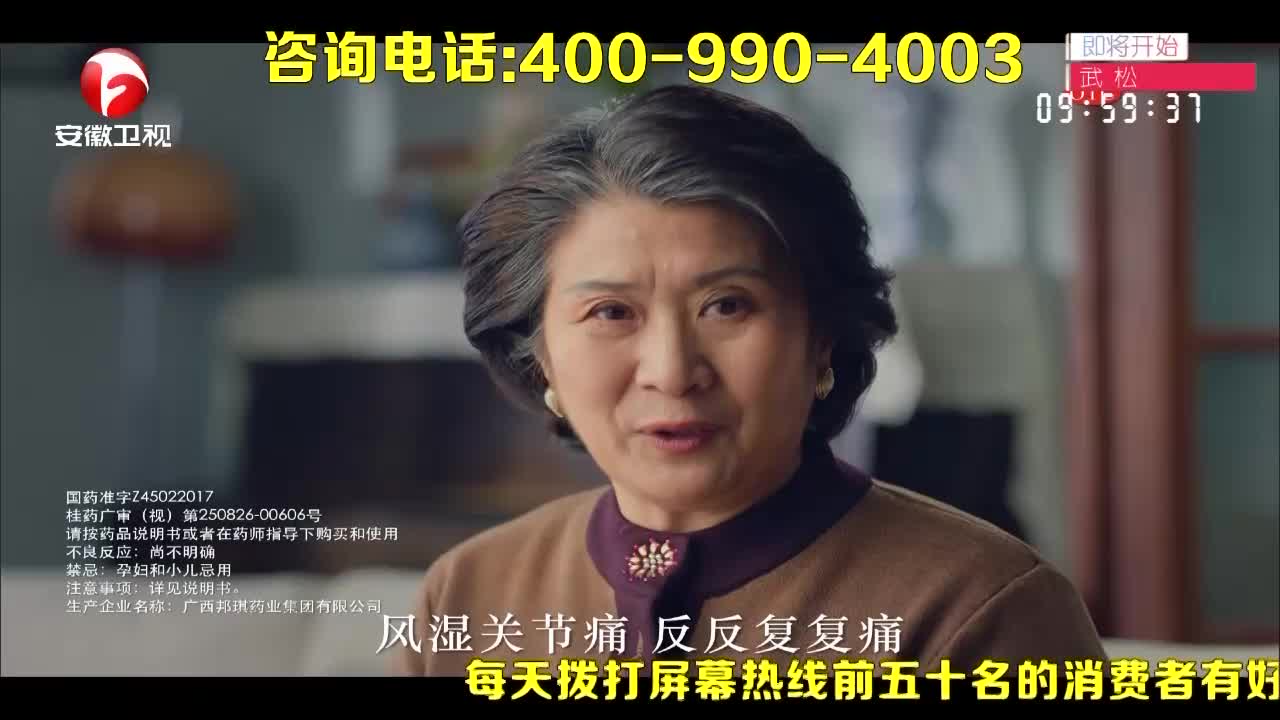 咨询电话:400-990-4003
即将开始
武松
09:59:37
安徽卫视
国药准字Z45022017
桂药广审（视）第250826-00606号
请按药品说明书或者在药师指导下购买和使用
不良反应：尚不明确
禁忌：孕妇和小儿忌用
注意事项：详见说明书。
生产企业名称：广西邦琪药业集团有限公司
风湿关节痛 反反复复痛
每天拨打屏幕热线前五十名的消费者有好